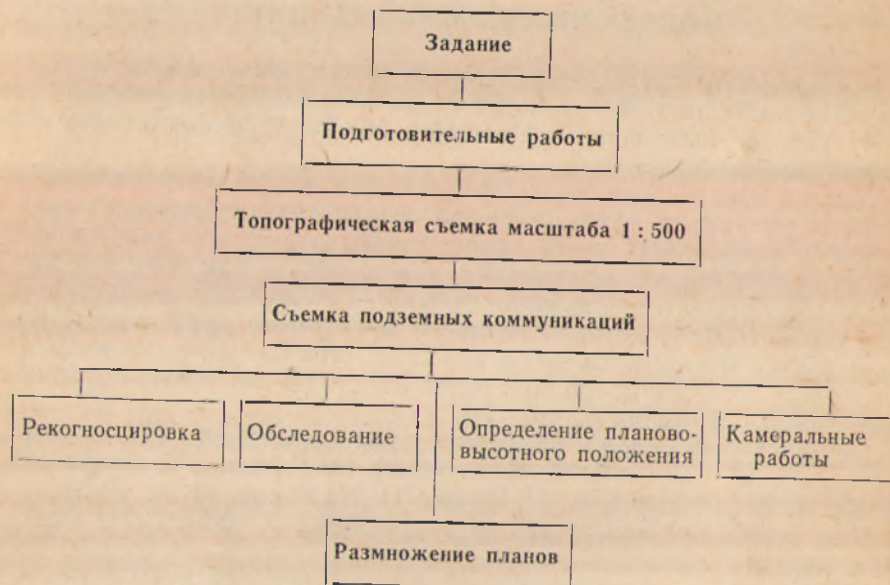 Задание
Подготовительные работы
Топографическая съемка масштаба 1 : 500
Съемка подземных коммуникаций
Рекогносцировка
Обследование
Определение планово-
высотного положения
Камеральные
работы
Размножение планов